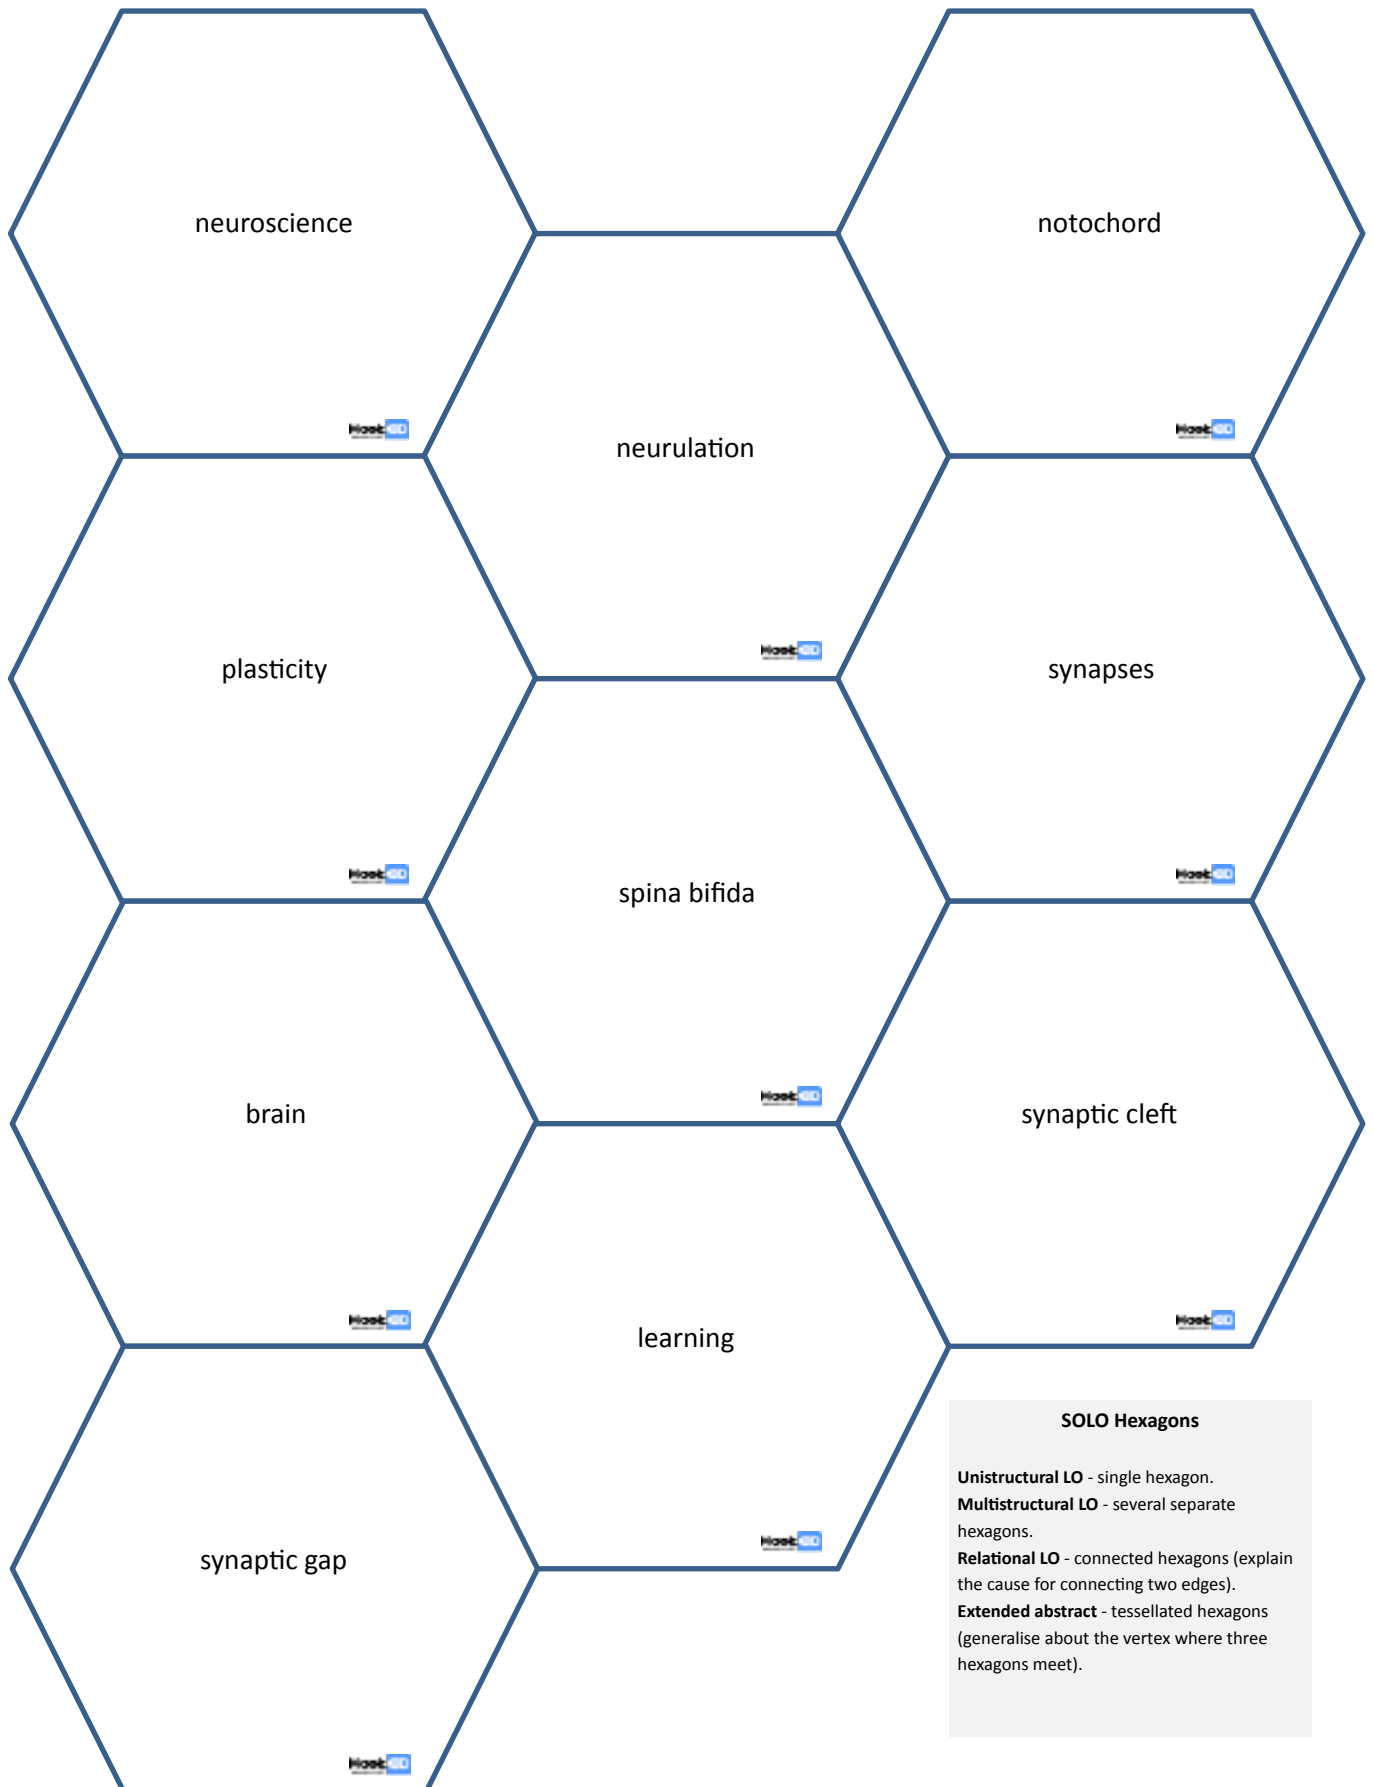 neuroscience
notochord
neurulation
plasticity
synapses
spina bifida
brain
synaptic cleft
learning
synaptic gap
SOLO Hexagons
Unistructural LO - single hexagon.
Multistructural LO - several separate
hexagons.
Relational LO - connected hexagons (explain
the cause for connecting two edges).
Extended abstract - tessellated hexagons
(generalise about the vertex where three
hexagons meet).